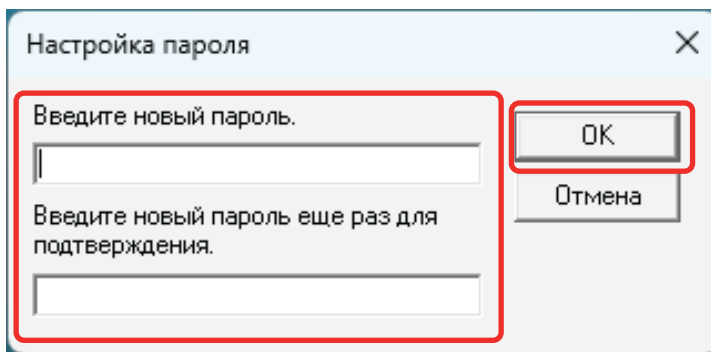 Настройка пароля
Введите новый пароль.
OK
Отмена
Введите новый пароль еще раз для
подтверждения.